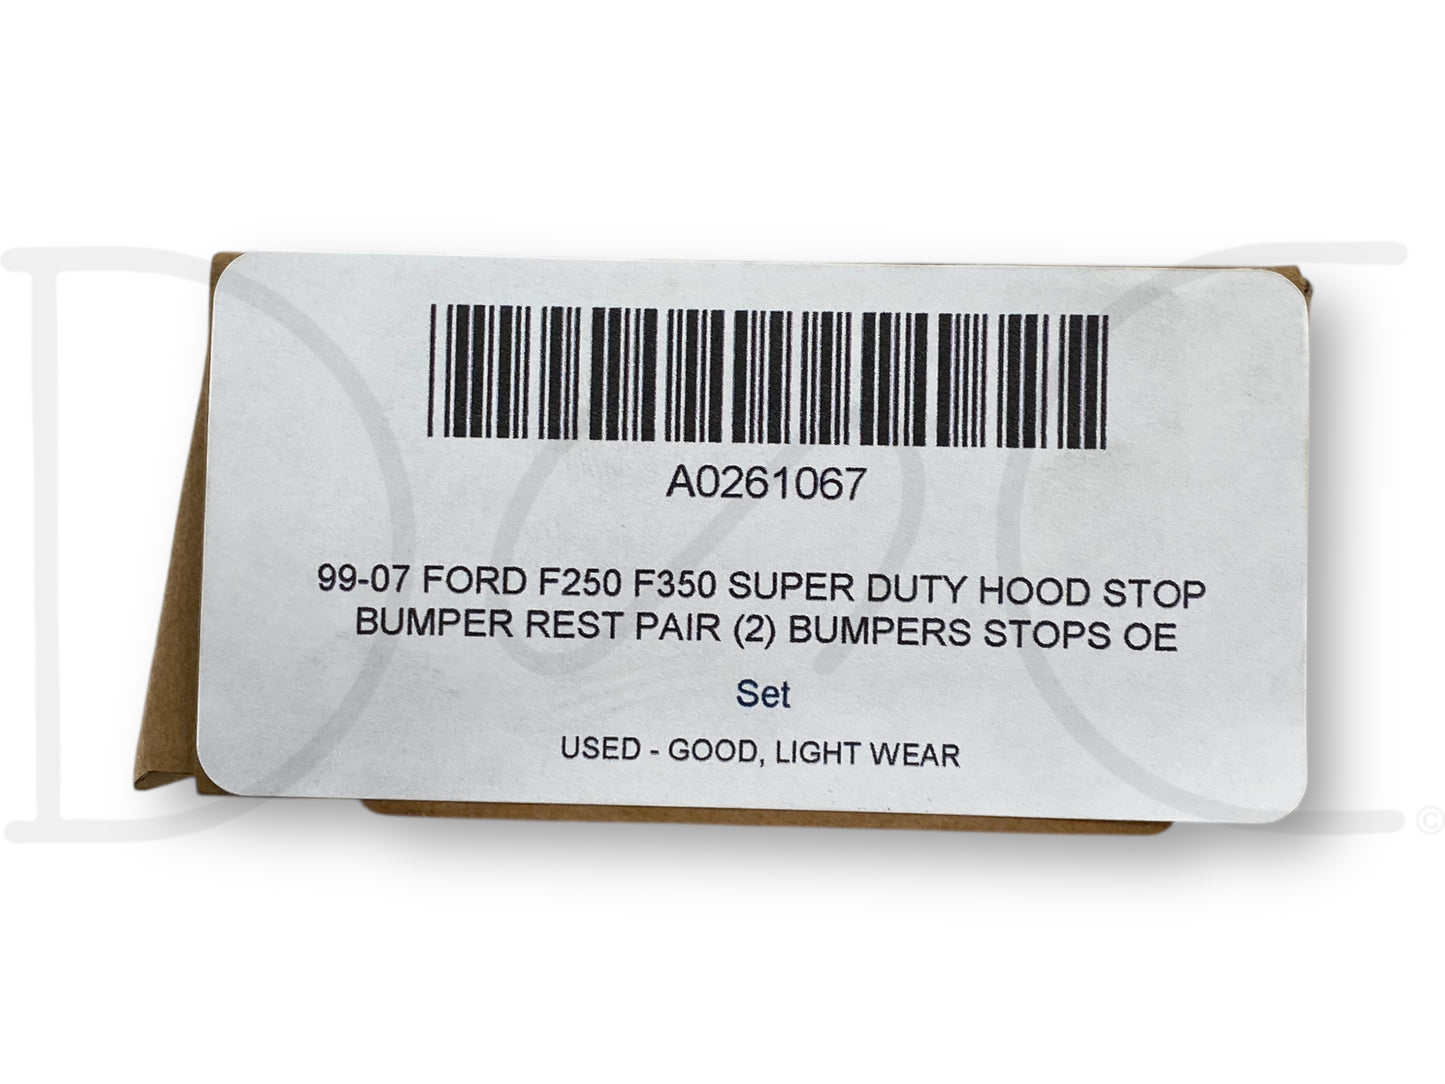 A0261067
99-07 FORD F250 F350 SUPER DUTY HOOD STOP
BUMPER REST PAIR (2) BUMPERS STOPS OE
Set
USED - GOOD, LIGHT WEAR
©